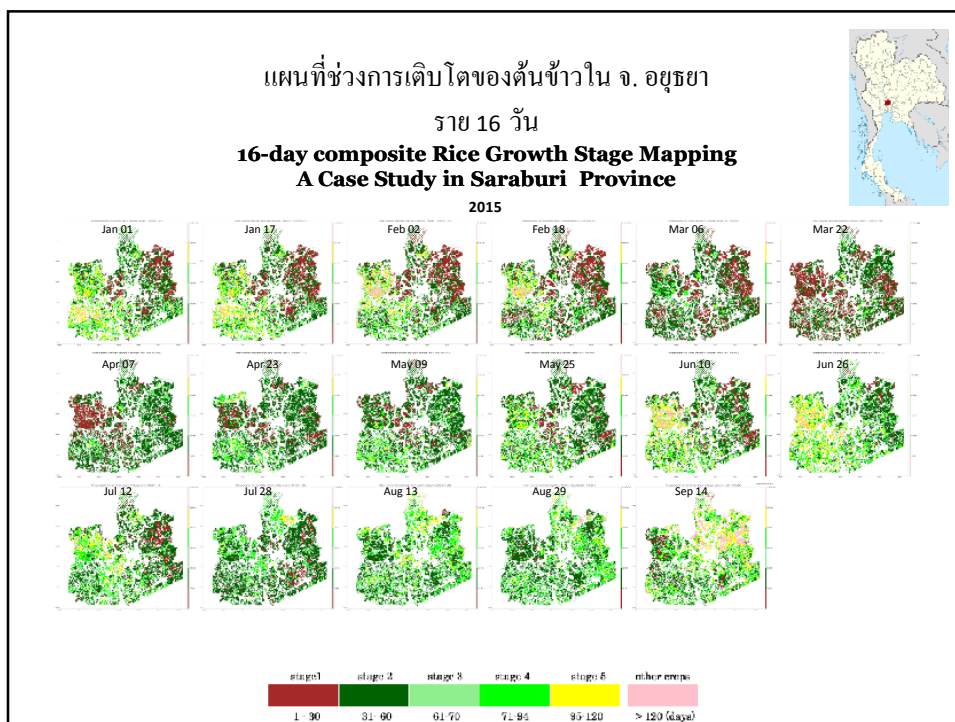 แผนที่ช่วงการเติบโตของต้นข้าวใน จ. อยุธยา
ราย 16 วัน
16-day composite Rice Growth Stage Mapping
A Case Study in Saraburi Province
2015
Jan 01 Jan 17 Feb 02 Feb 18 Mar 06 Mar 22
Apr 07 Apr 23 May 09 May 25 Jun 10 Jun 26
Jul 12 Jul 28 Aug 13 Aug 29 Sep 14
stage1 stage 2 stage 3 stage 4 stage 5 other crops
1 - 30 31- 60 61-70 71-94 95-120 > 120 (days)